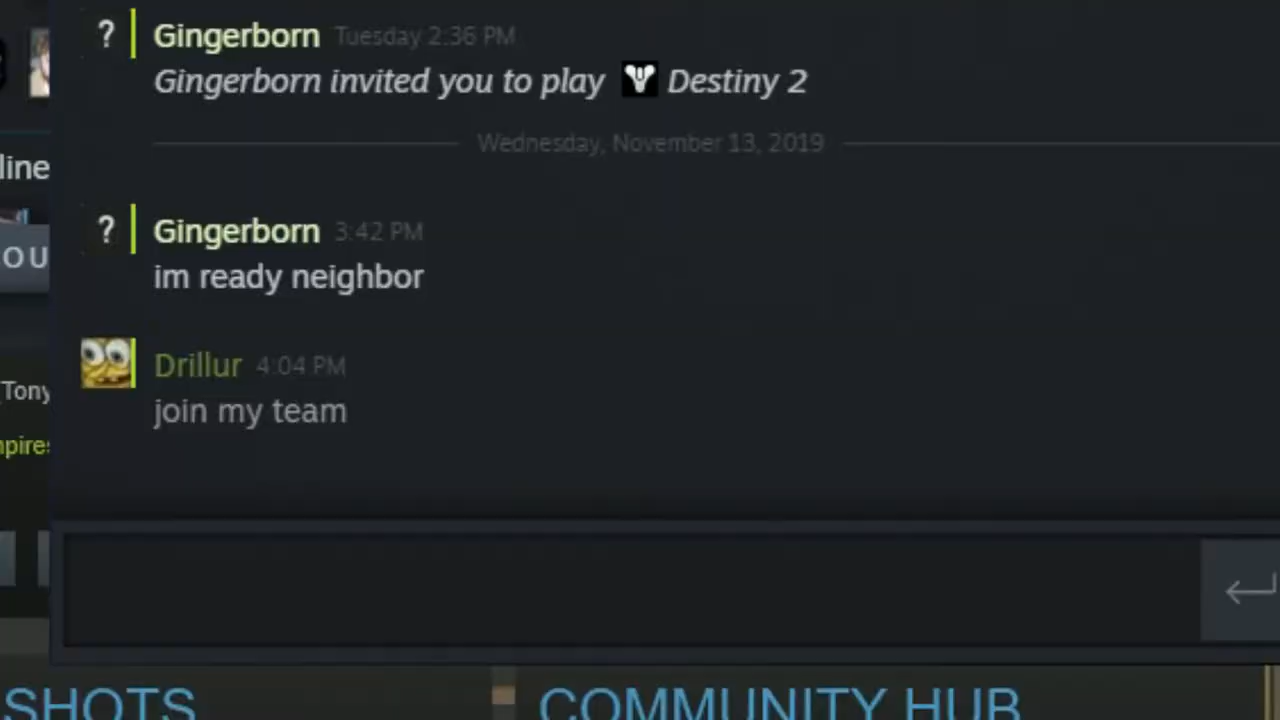 ? Gingerborn Tuesday 2:36 PM
Gingerborn invited you to play Destiny 2
Wednesday, November 13, 2019
line
? Gingerborn 3:42 PM
OU
im ready neighbor
Drillur 4:04 PM
(Tony
join my team
mpires
SHOTS
COMMUNITY HUB